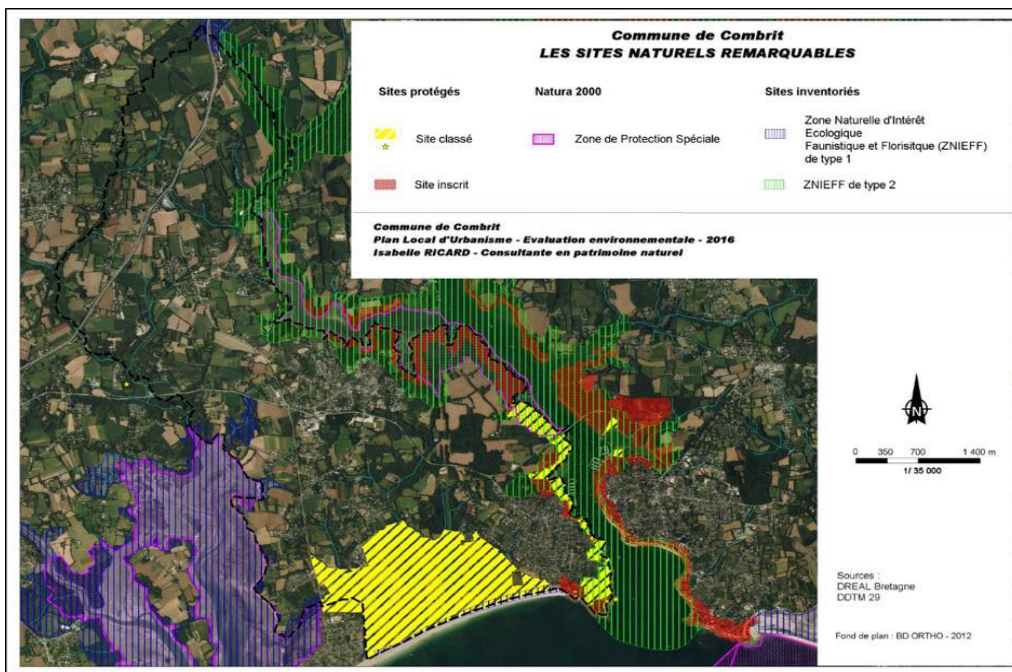 Commune de Combrit
LES SITES NATURELS REMARQUABLES
Sites protégés
Natura 2000
Sites inventoriés
Site classé
Zone de Protection Spéciale
Zone Naturelle d'Intérêt
Ecologique
Faunistique et Florisitque (ZNIEFF)
de type 1
Site inscrit
ZNIEFF de type 2
Commune de Combrit
Plan Local d'Urbanisme - Evaluation environnementale - 2016
Isabelle RICARD - Consultante en patrimoine naturel
N
0 350 700 1 400 m
1/ 35 000
Sources :
DREAL Bretagne
DDTM 29
Fond de plan : BD ORTHO - 2012